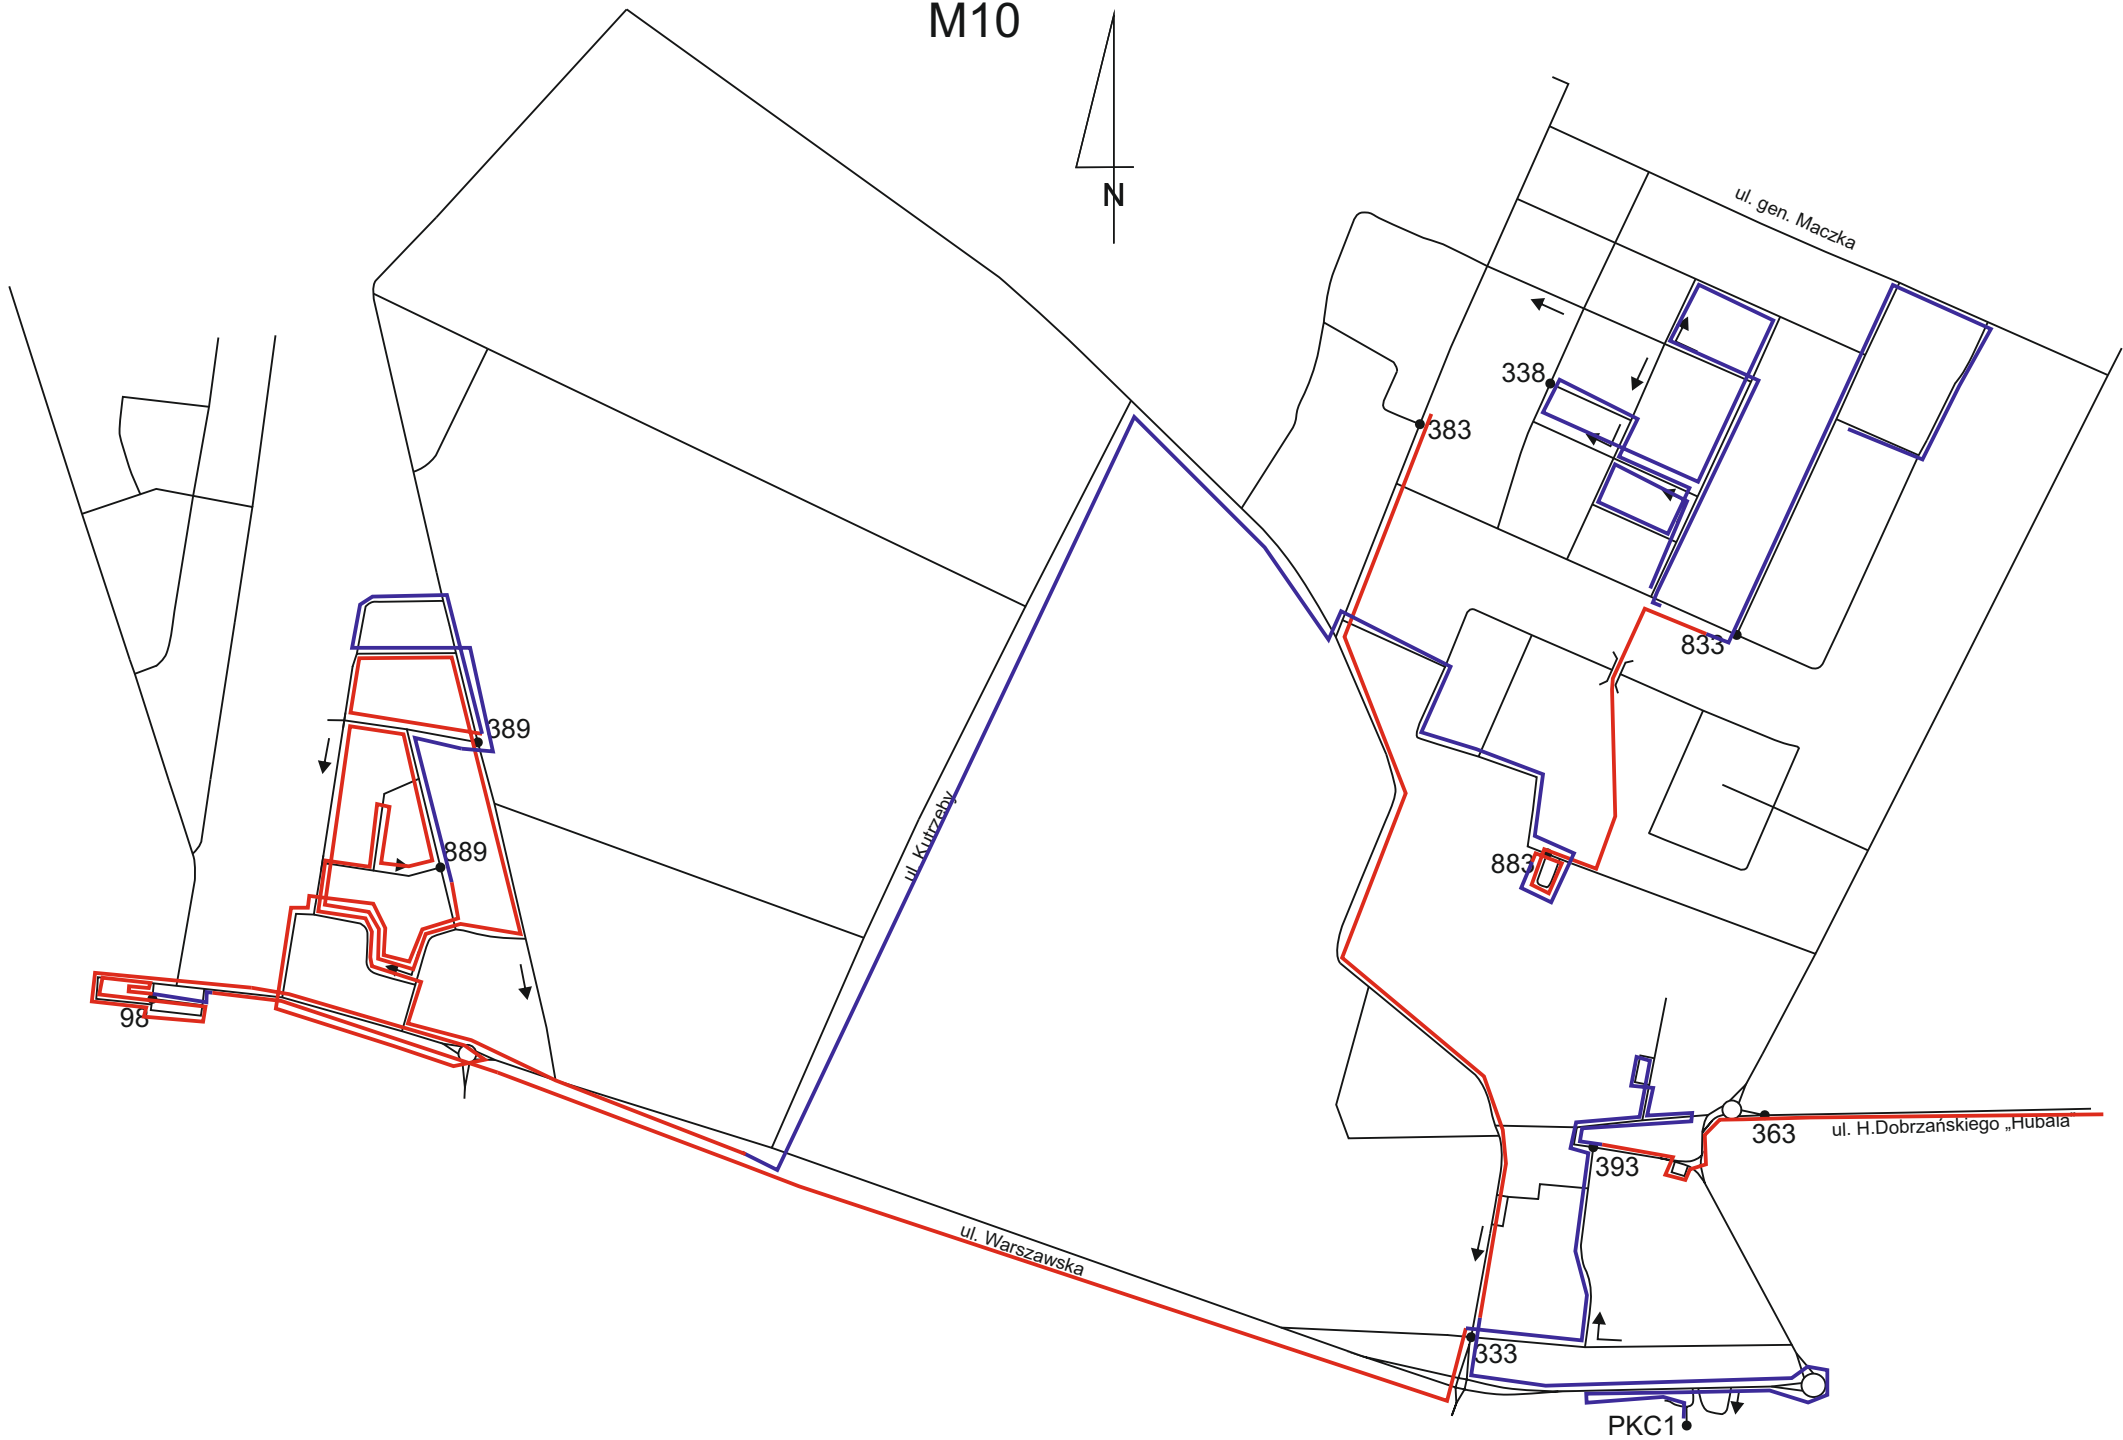 M10
N
ul. gen. Maczka
338
383
833
389
ul. Kutrzeby
889
883
98
363
ul. H.Dobrzańskiego „Hubala”
393
ul. Warszawska
333
PKC1